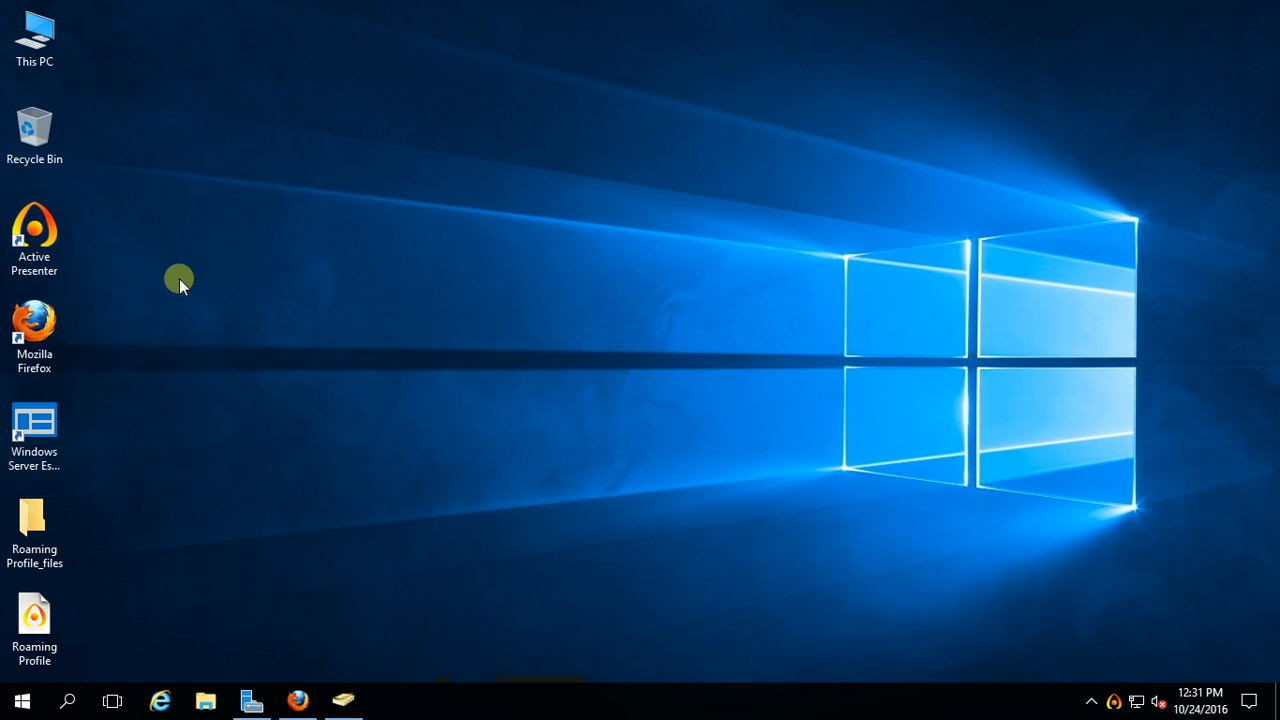 This PC
Recycle Bin
Active
Presenter
Mozilla
Firefox
Windows
Server Es...
Roaming
Profile_files
Roaming
Profile
12:31 PM
10/24/2016